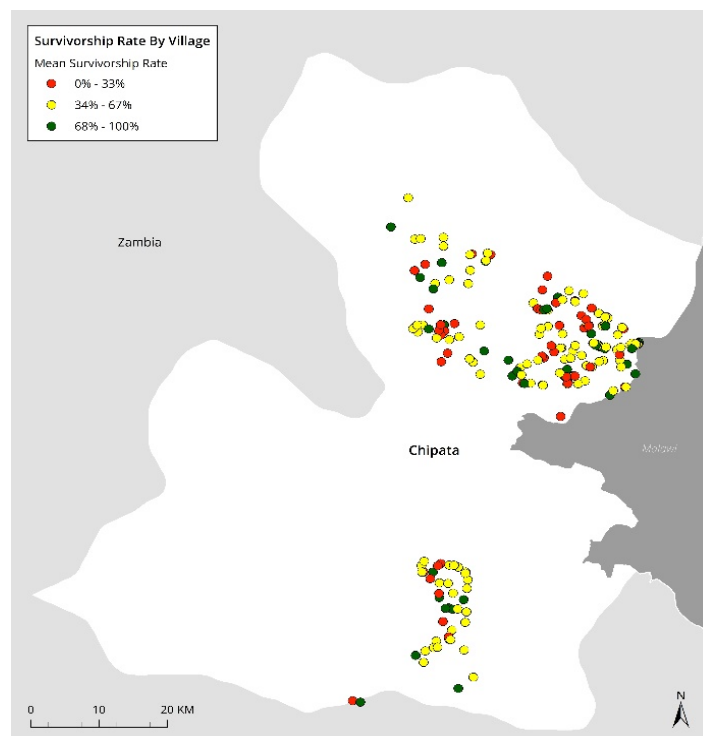 Survivorship Rate By Village
Mean Survivorship Rate
0% - 33%
34% - 67%
68% - 100%
Zambia
Chipata
Malawi
N
0 10 20 KM